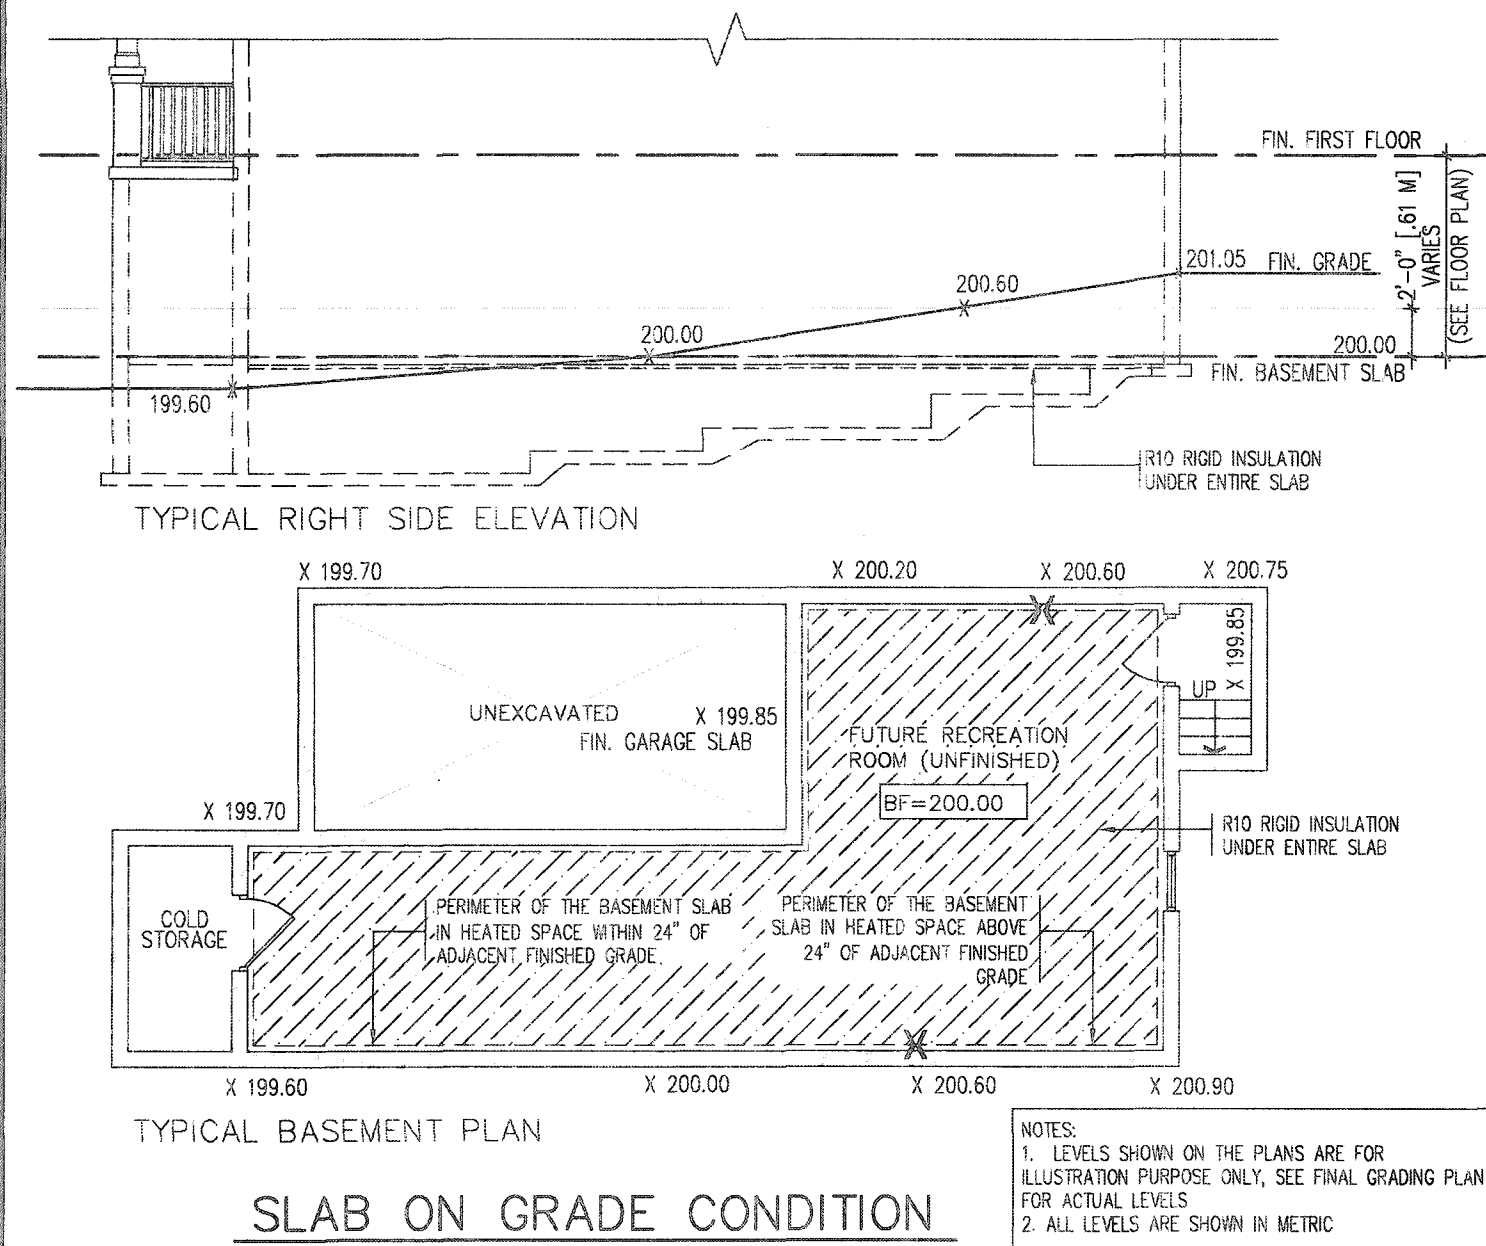 FIN. FIRST FLOOR
2'-0" [.61 M]
VARIES
(SEE FLOOR PLAN)
201.05 FIN. GRADE
200.60
200.00
200.00
FIN. BASEMENT SLAB
199.60
R10 RIGID INSULATION
UNDER ENTIRE SLAB
TYPICAL RIGHT SIDE ELEVATION
X 199.70
X 200.20
X 200.60
X 200.75
X 199.85
UP
UNEXCAVATED
X 199.85
FIN. GARAGE SLAB
FUTURE RECREATION
ROOM (UNFINISHED)
BF=200.00
X 199.70
R10 RIGID INSULATION
UNDER ENTIRE SLAB
COLD
STORAGE
PERIMETER OF THE BASEMENT SLAB
IN HEATED SPACE WITHIN 24" OF
ADJACENT FINISHED GRADE.
PERIMETER OF THE BASEMENT
SLAB IN HEATED SPACE ABOVE
24" OF ADJACENT FINISHED
GRADE
X 199.60
X 200.00
X 200.60
X 200.90
TYPICAL BASEMENT PLAN
SLAB ON GRADE CONDITION
NOTES:
1. LEVELS SHOWN ON THE PLANS ARE FOR
ILLUSTRATION PURPOSE ONLY, SEE FINAL GRADING PLAN
FOR ACTUAL LEVELS
2. ALL LEVELS ARE SHOWN IN METRIC